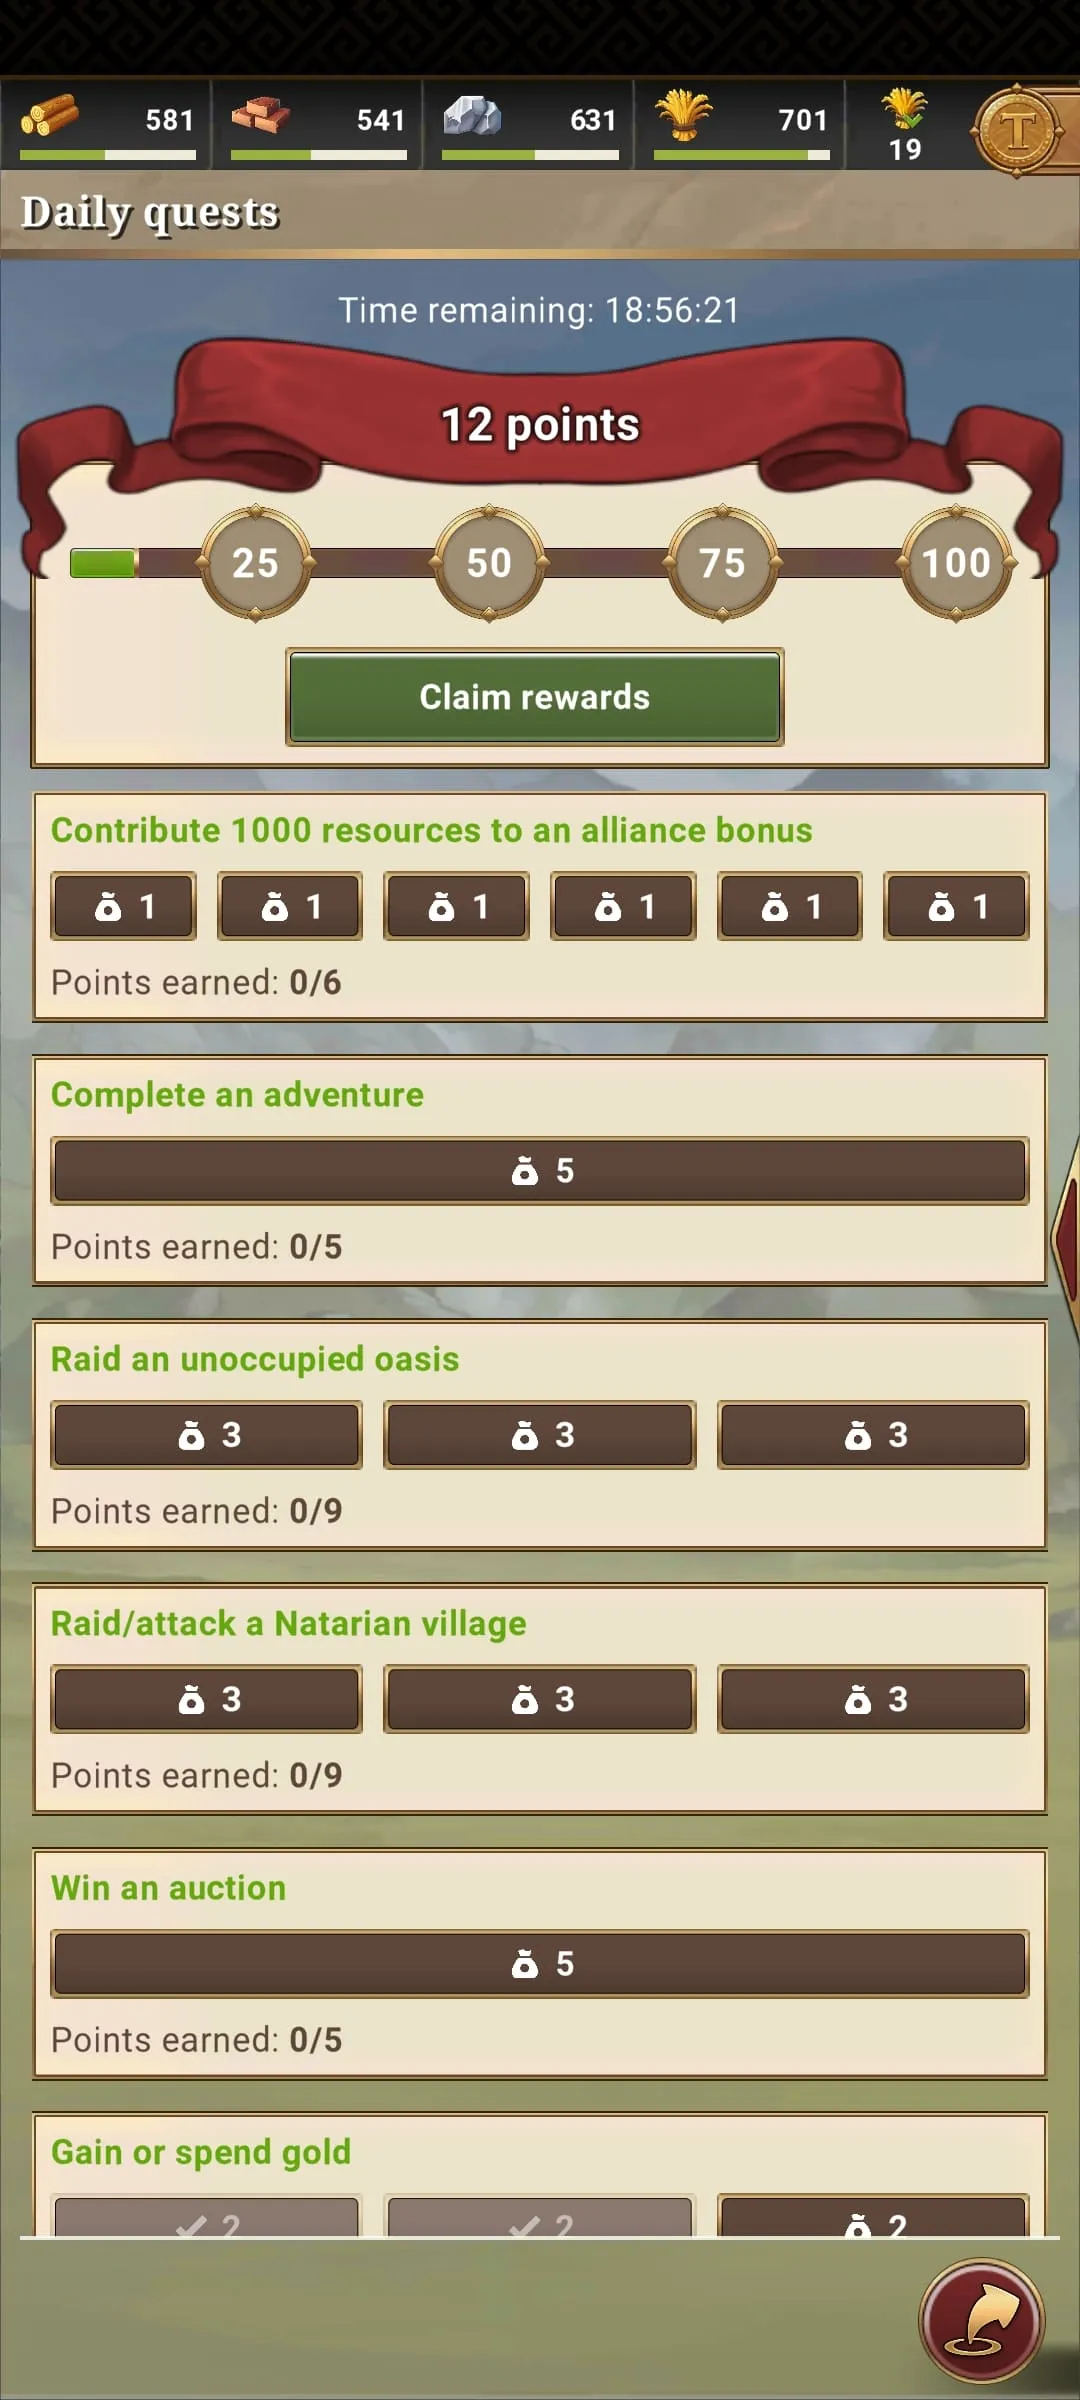 581 541 631 701 19
Daily quests
Time remaining: 18:56:21
12 points
25 50 75 100
Claim rewards
Contribute 1000 resources to an alliance bonus
1 1 1 1 1 1
Points earned: 0/6
Complete an adventure
5
Points earned: 0/5
Raid an unoccupied oasis
3 3 3
Points earned: 0/9
Raid/attack a Natarian village
3 3 3
Points earned: 0/9
Win an auction
5
Points earned: 0/5
Gain or spend gold
2 2 2